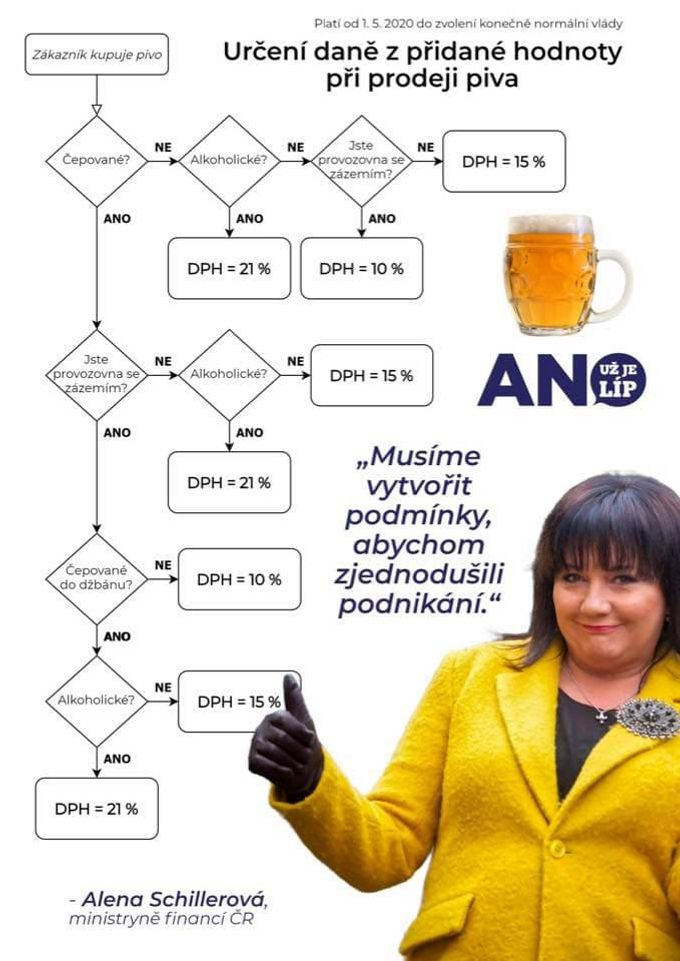 Platí od 1. 5. 2020 do zvolení konečně normální vlády
Určení daně z přidané hodnoty
při prodeji piva
Zákazník kupuje pivo
Čepované?
NE
Alkoholické?
NE
Jste
provozovna se
zázemím?
NE
DPH = 15 %
ANO
ANO
ANO
DPH = 21 %
DPH = 10 %
Jste
provozovna se
zázemím?
NE
Alkoholické?
NE
DPH = 15 %
ANO
ANO
DPH = 21 %
ANO
UŽ JE
LÍP
„Musíme
vytvořit
podmínky,
abychom
zjednodušili
podnikání.“
Čepované
do džbánu?
NE
DPH = 10 %
ANO
Alkoholické?
NE
DPH = 15 %
ANO
DPH = 21 %
- Alena Schillerová,
ministryně financí ČR